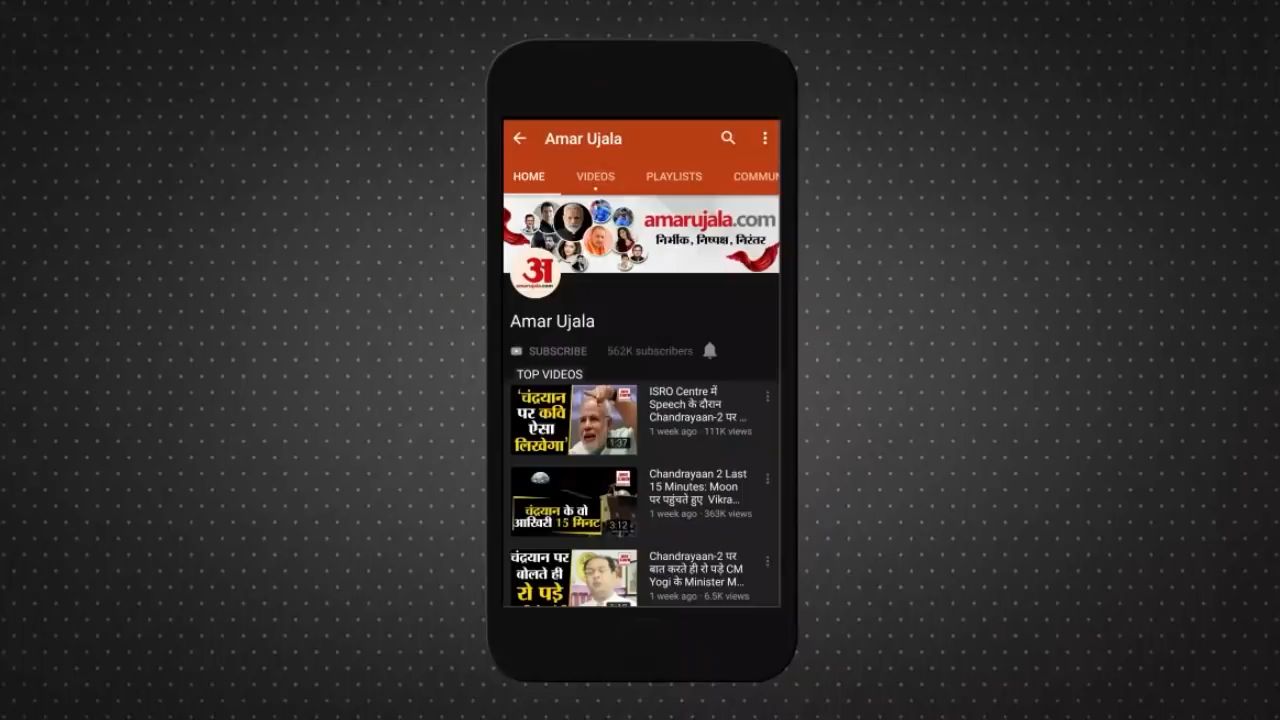 Amar Ujala
HOME VIDEOS PLAYLISTS COMMUN
amarujala.com
निर्भीक, निष्पक्ष, निरंतर
अ
amarujala.com
Amar Ujala
SUBSCRIBE 562K subscribers
TOP VIDEOS
'चंद्रयान
पर कवि
ऐसा
लिखेगा'
1:37
ISRO Centre में
Speech के दौरान
Chandrayaan-2 पर ...
1 week ago · 111K views
चंद्रयान के वो
आखिरी 15 मिनट
3:12
Chandrayaan 2 Last
15 Minutes: Moon
पर पहुंचते हुए Vikra...
1 week ago · 363K views
चंद्रयान पर
बोलते ही
रो पड़े
Chandrayaan-2 पर
बात करते ही रो पड़े CM
Yogi के Minister M...
1 week ago · 6.5K views